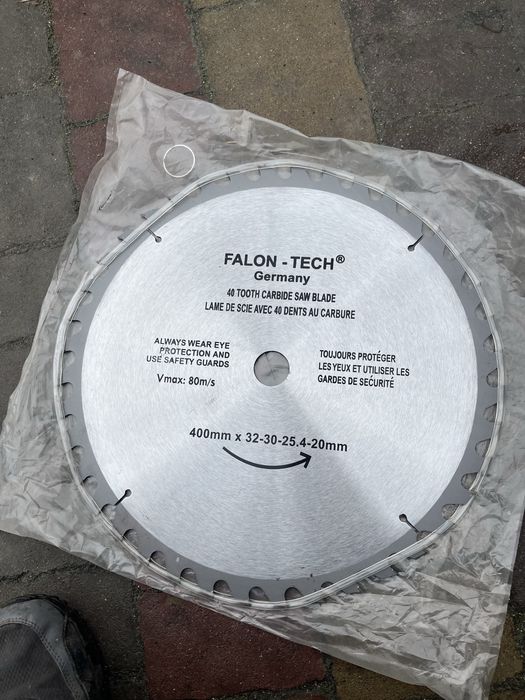 FALON - TECH®
Germany
40 TOOTH CARBIDE SAW BLADE
LAME DE SCIE AVEC 40 DENTS AU CARBURE
ALWAYS WEAR EYE
PROTECTION AND
USE SAFETY GUARDS
Vmax: 80m/s
TOUJOURS PROTÉGER
LES YEUX ET UTILISER LES
GARDES DE SÉCURITÉ
400mm x 32-30-25.4-20mm